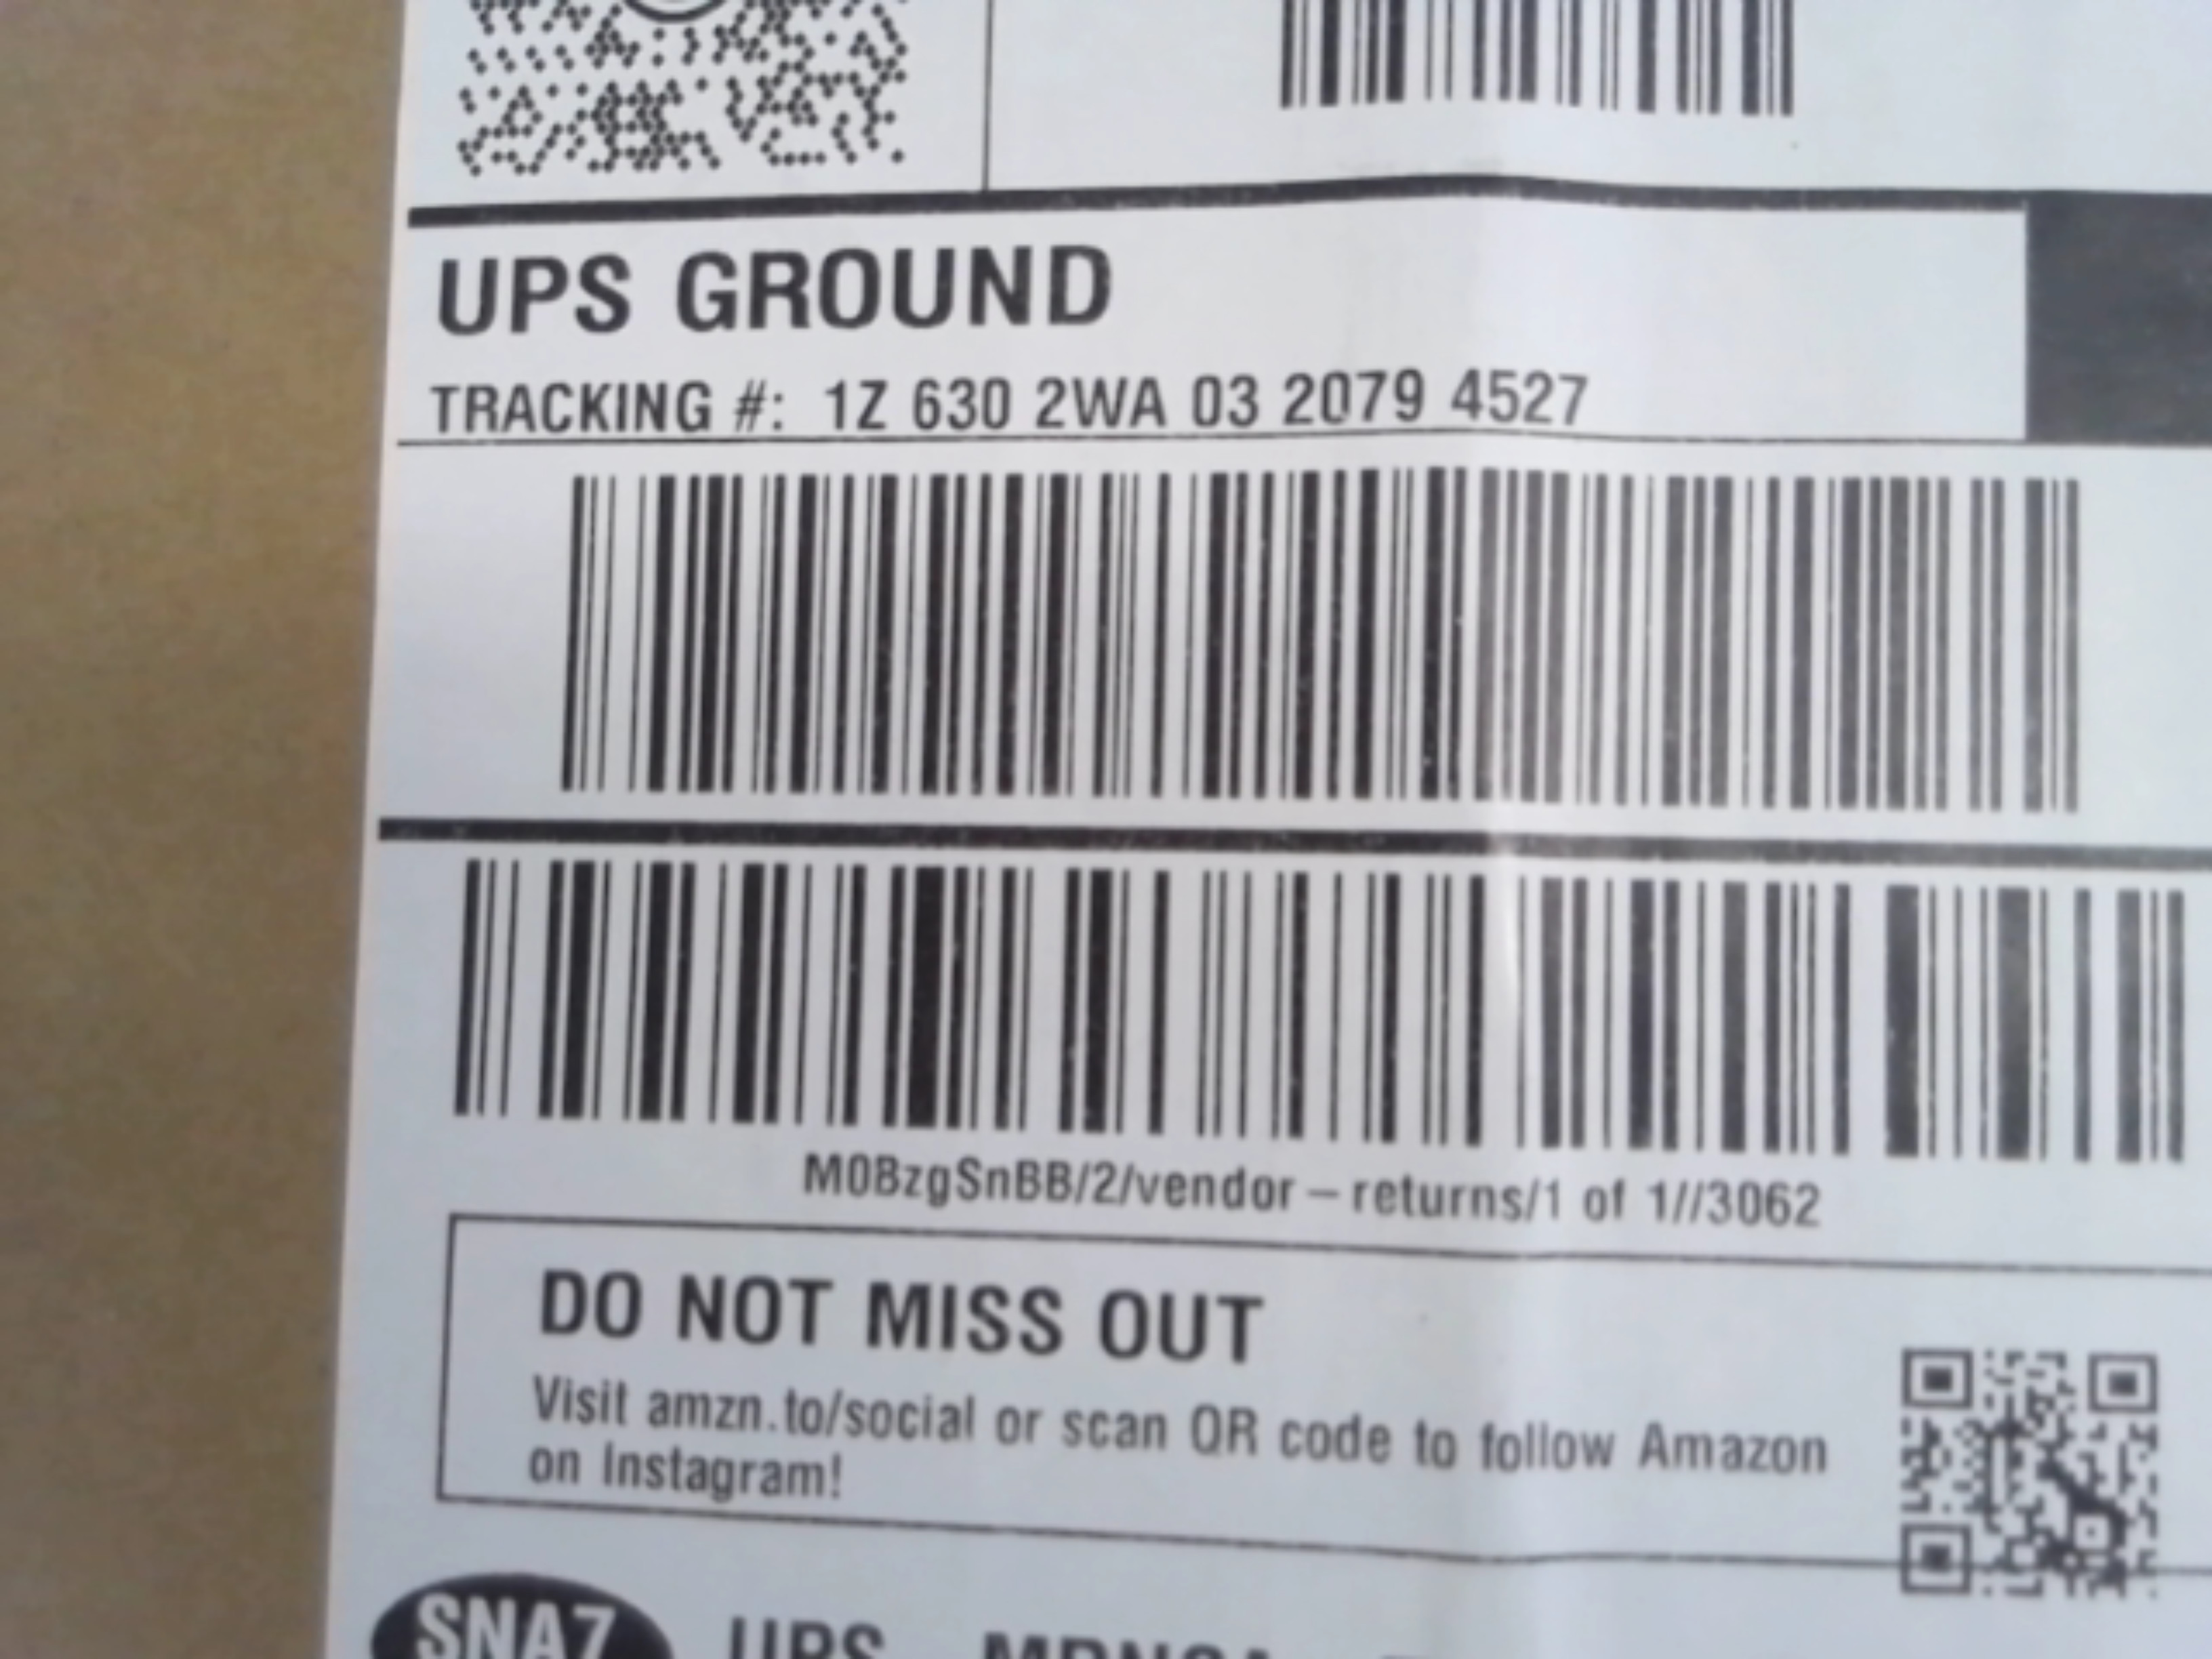 UPS GROUND
TRACKING #: 1Z 630 2WA 03 2079 4527
M0BzgSnBB/2/vendor – returns/1 of 1//3062
DO NOT MISS OUT
Visit amzn.to/social or scan QR code to follow Amazon
on Instagram!
SNA7 UPS